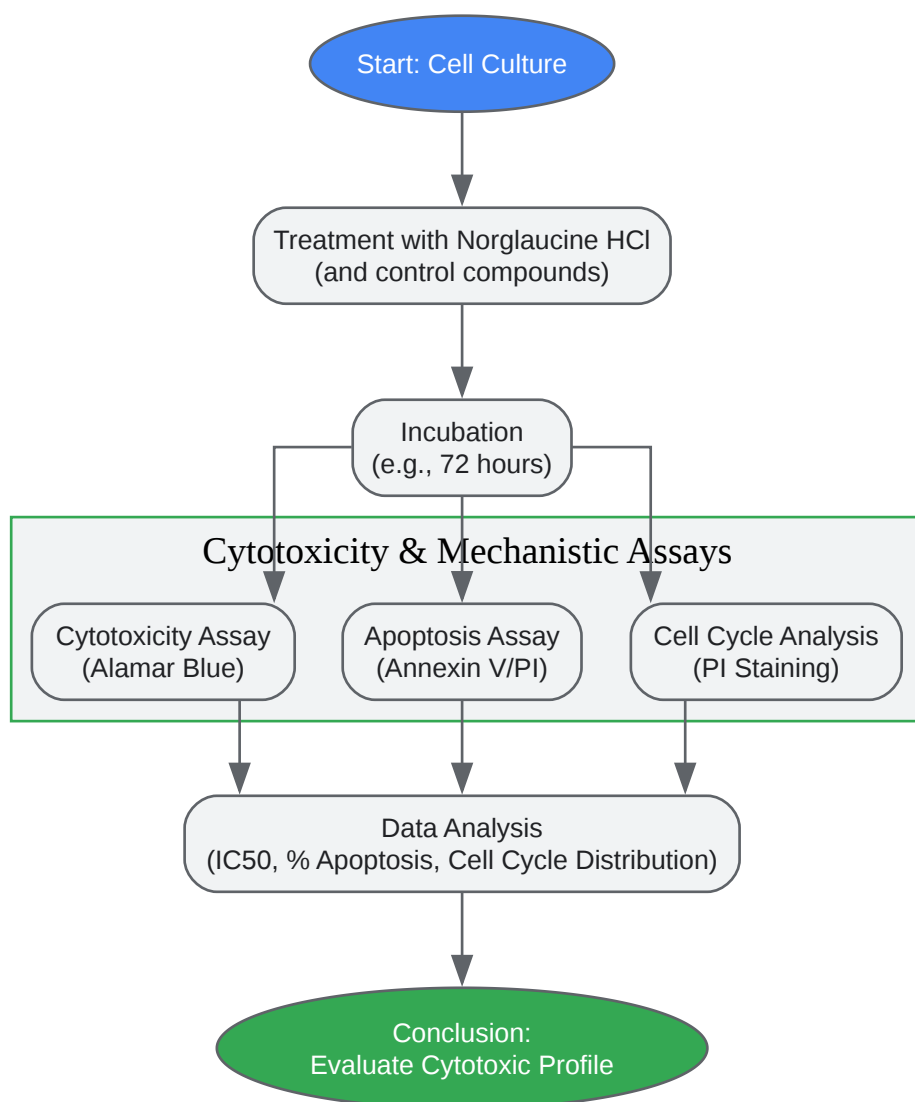 Start: Cell Culture
Treatment with Norglaucine HCl
(and control compounds)
Incubation
(e.g., 72 hours)
Cytotoxicity & Mechanistic Assays
Cytotoxicity Assay
(Alamar Blue)
Apoptosis Assay
(Annexin V/PI)
Cell Cycle Analysis
(PI Staining)
Data Analysis
(IC50, % Apoptosis, Cell Cycle Distribution)
Conclusion:
Evaluate Cytotoxic Profile